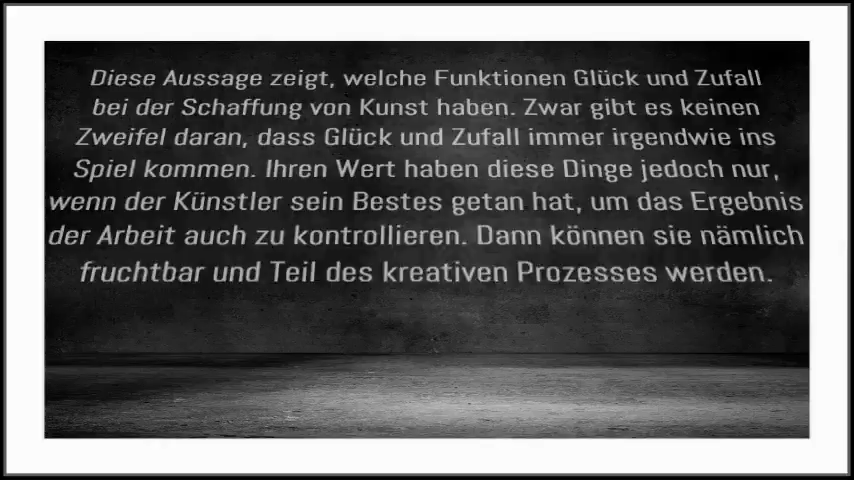 Diese Aussage zeigt, welche Funktionen Glück und Zufall
bei der Schaffung von Kunst haben. Zwar gibt es keinen
Zweifel daran, dass Glück und Zufall immer irgendwie ins
Spiel kommen. Ihren Wert haben diese Dinge jedoch nur,
wenn der Künstler sein Bestes getan hat, um das Ergebnis
der Arbeit auch zu kontrollieren. Dann können sie nämlich
fruchtbar und Teil des kreativen Prozesses werden.